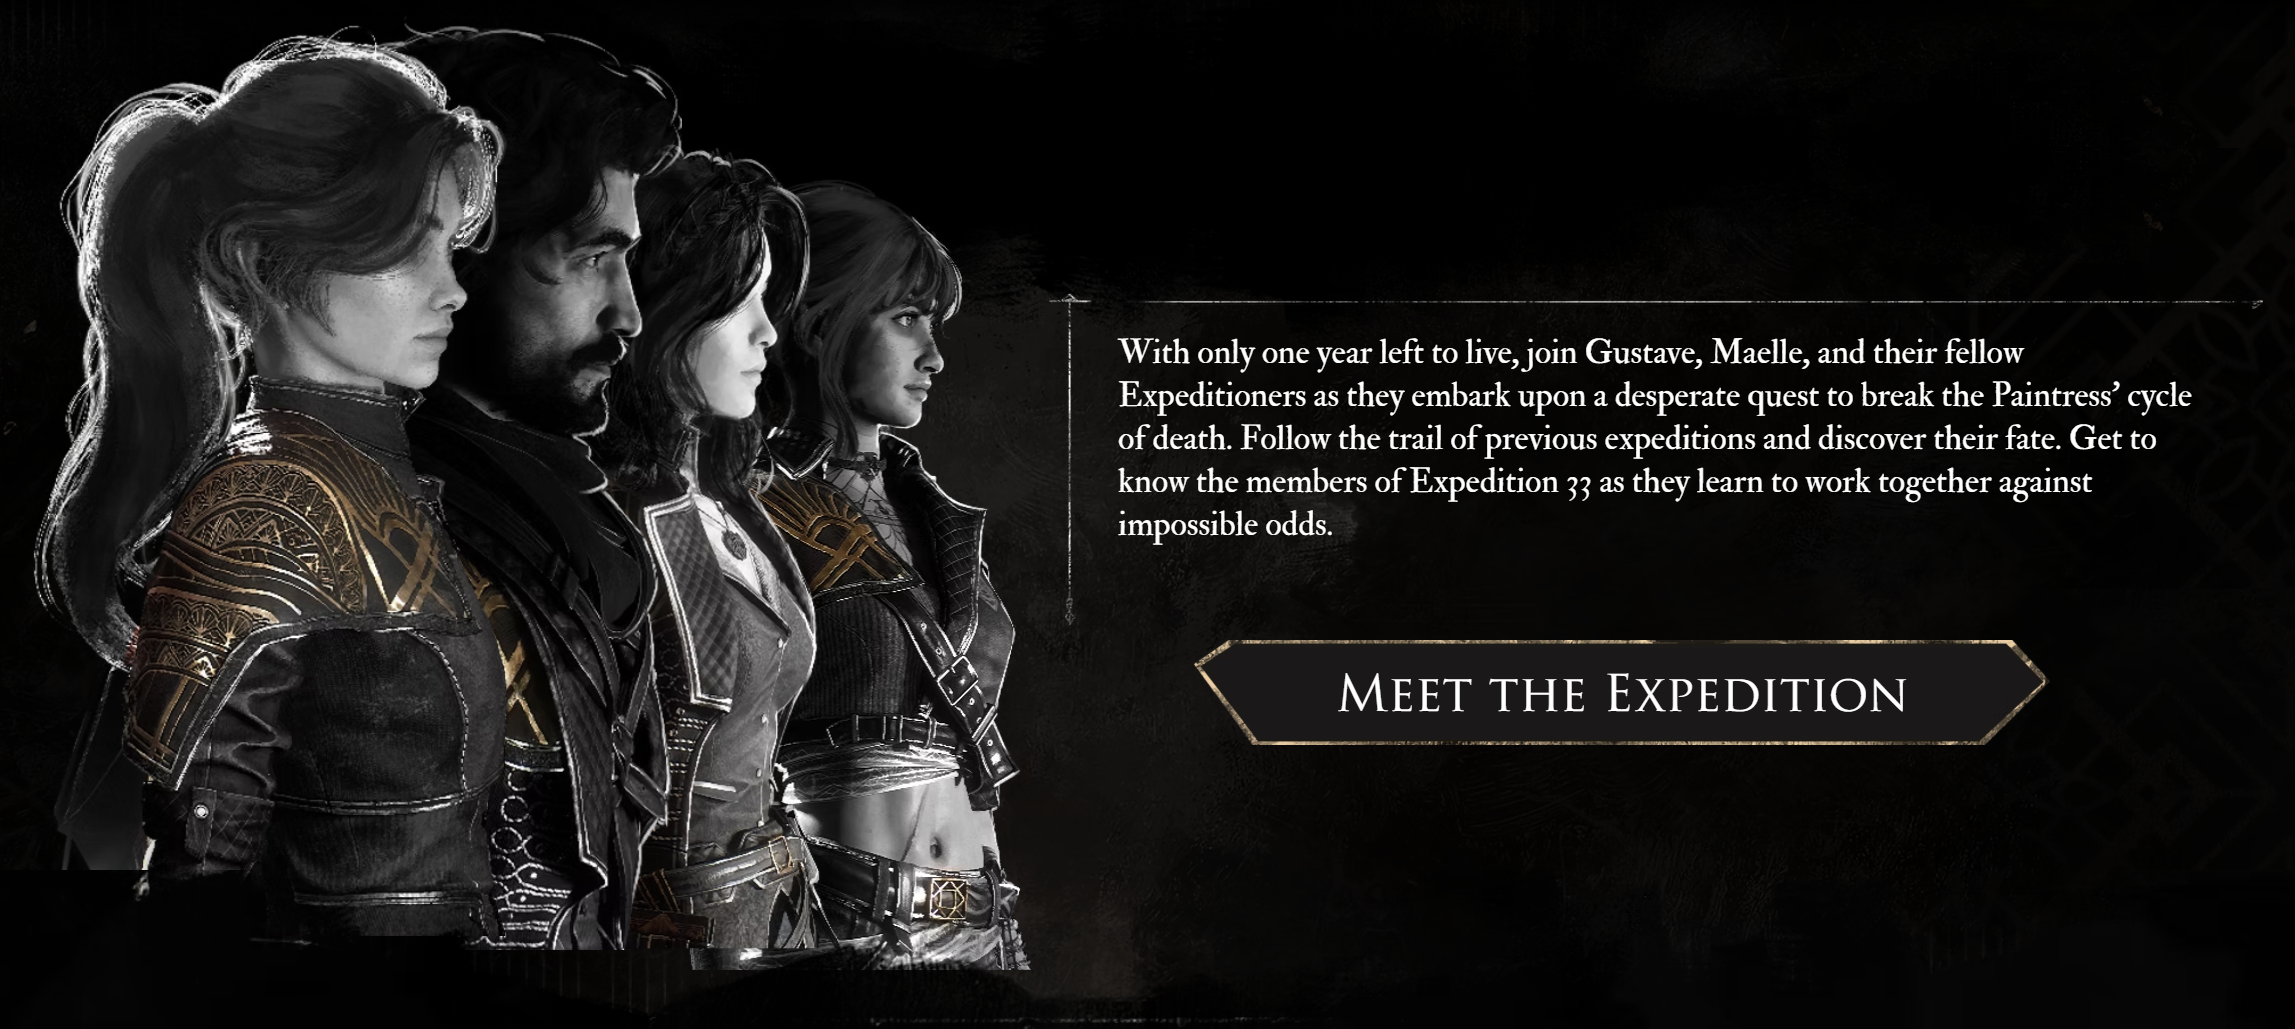 With only one year left to live, join Gustave, Maelle, and their fellow
Expeditioners as they embark upon a desperate quest to break the Paintress’ cycle
of death. Follow the trail of previous expeditions and discover their fate. Get to
know the members of Expedition 33 as they learn to work together against
impossible odds.
Meet the Expedition